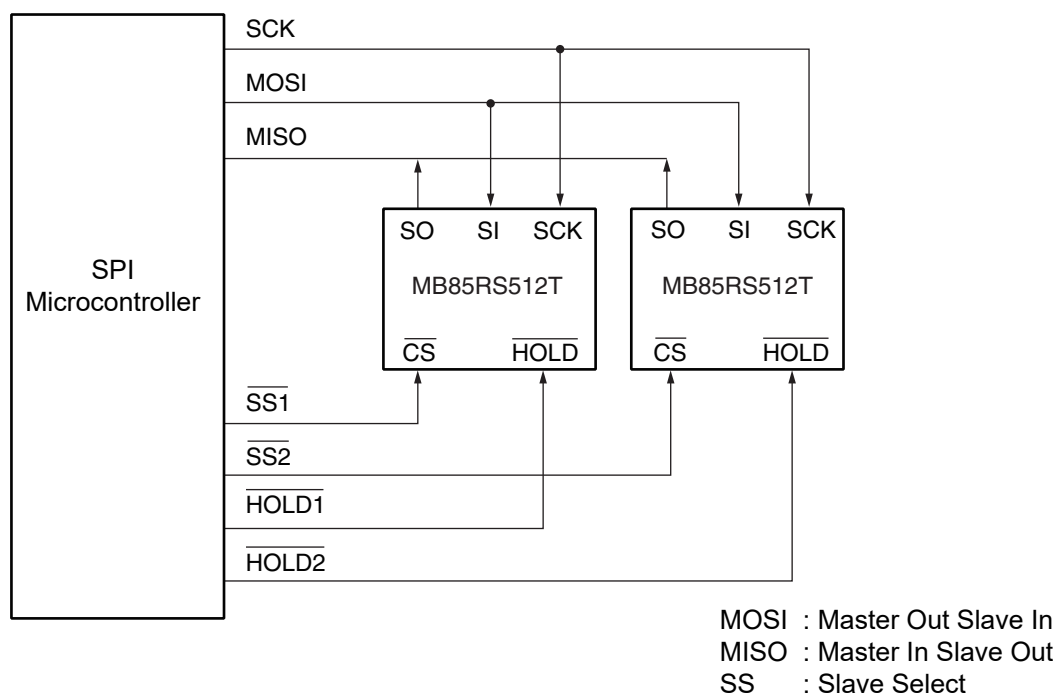 SCK
MOSI
MISO
SPI
Microcontroller
SO SI SCK
MB85RS512T
CS HOLD
SO SI SCK
MB85RS512T
CS HOLD
SS1
SS2
HOLD1
HOLD2
MOSI : Master Out Slave In
MISO : Master In Slave Out
SS : Slave Select